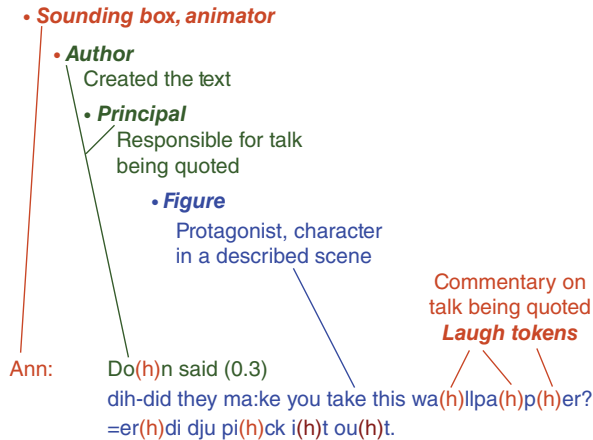 • Sounding box, animator
• Author
Created the text
• Principal
Responsible for talk
being quoted
• Figure
Protagonist, character
in a described scene
Commentary on
talk being quoted
Laugh tokens
Ann: Do(h)n said (0.3)
dih-did they ma:ke you take this wa(h)llpa(h)p(h)er?
=er(h)di dju pi(h)ck i(h)t ou(h)t.